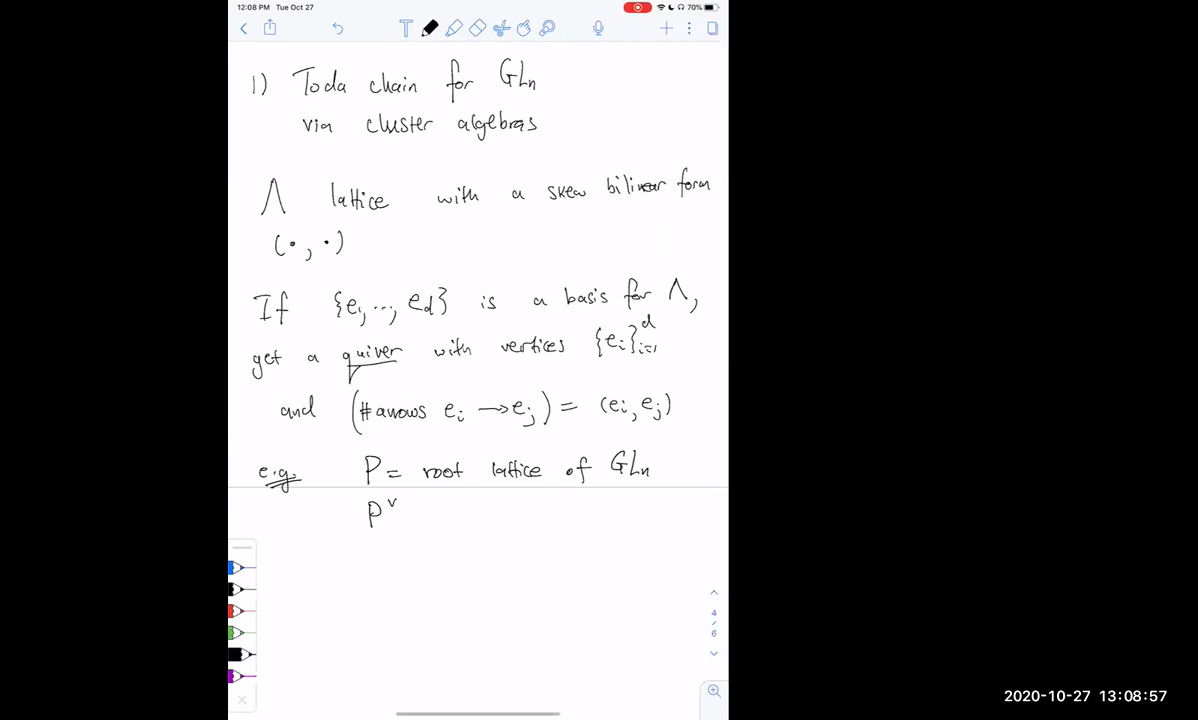 12:08 PM Tue Oct 27
70%
1) Toda chain for GLn
via cluster algebras
Λ lattice with a skew bilinear form
(·, ·)
If {e1, ..., ed} is a basis for Λ,
get a quiver with vertices {ei}di=1
and (#arrows ei → ej) = (ei, ej)
e.g. P = root lattice of GLn
P∨
4
/
6
2020-10-27 13:08:57